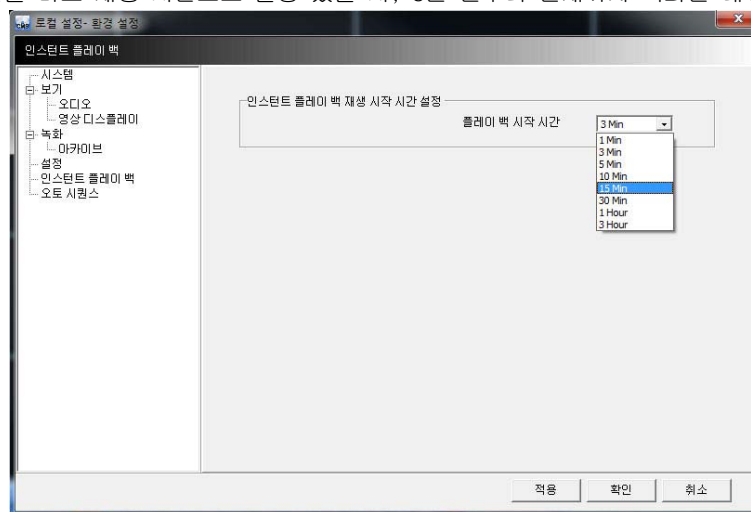 로컬 설정- 환경 설정
인스턴트 플레이 백
시스템
보기
오디오
영상 디스플레이
녹화
아카이브
설정
인스턴트 플레이 백
오토 시퀀스
인스턴트 플레이 백 재생 시작 시간 설정
플레이 백 시작 시간
3 Min
1 Min
3 Min
5 Min
10 Min
15 Min
30 Min
1 Hour
3 Hour
적용
확인
취소